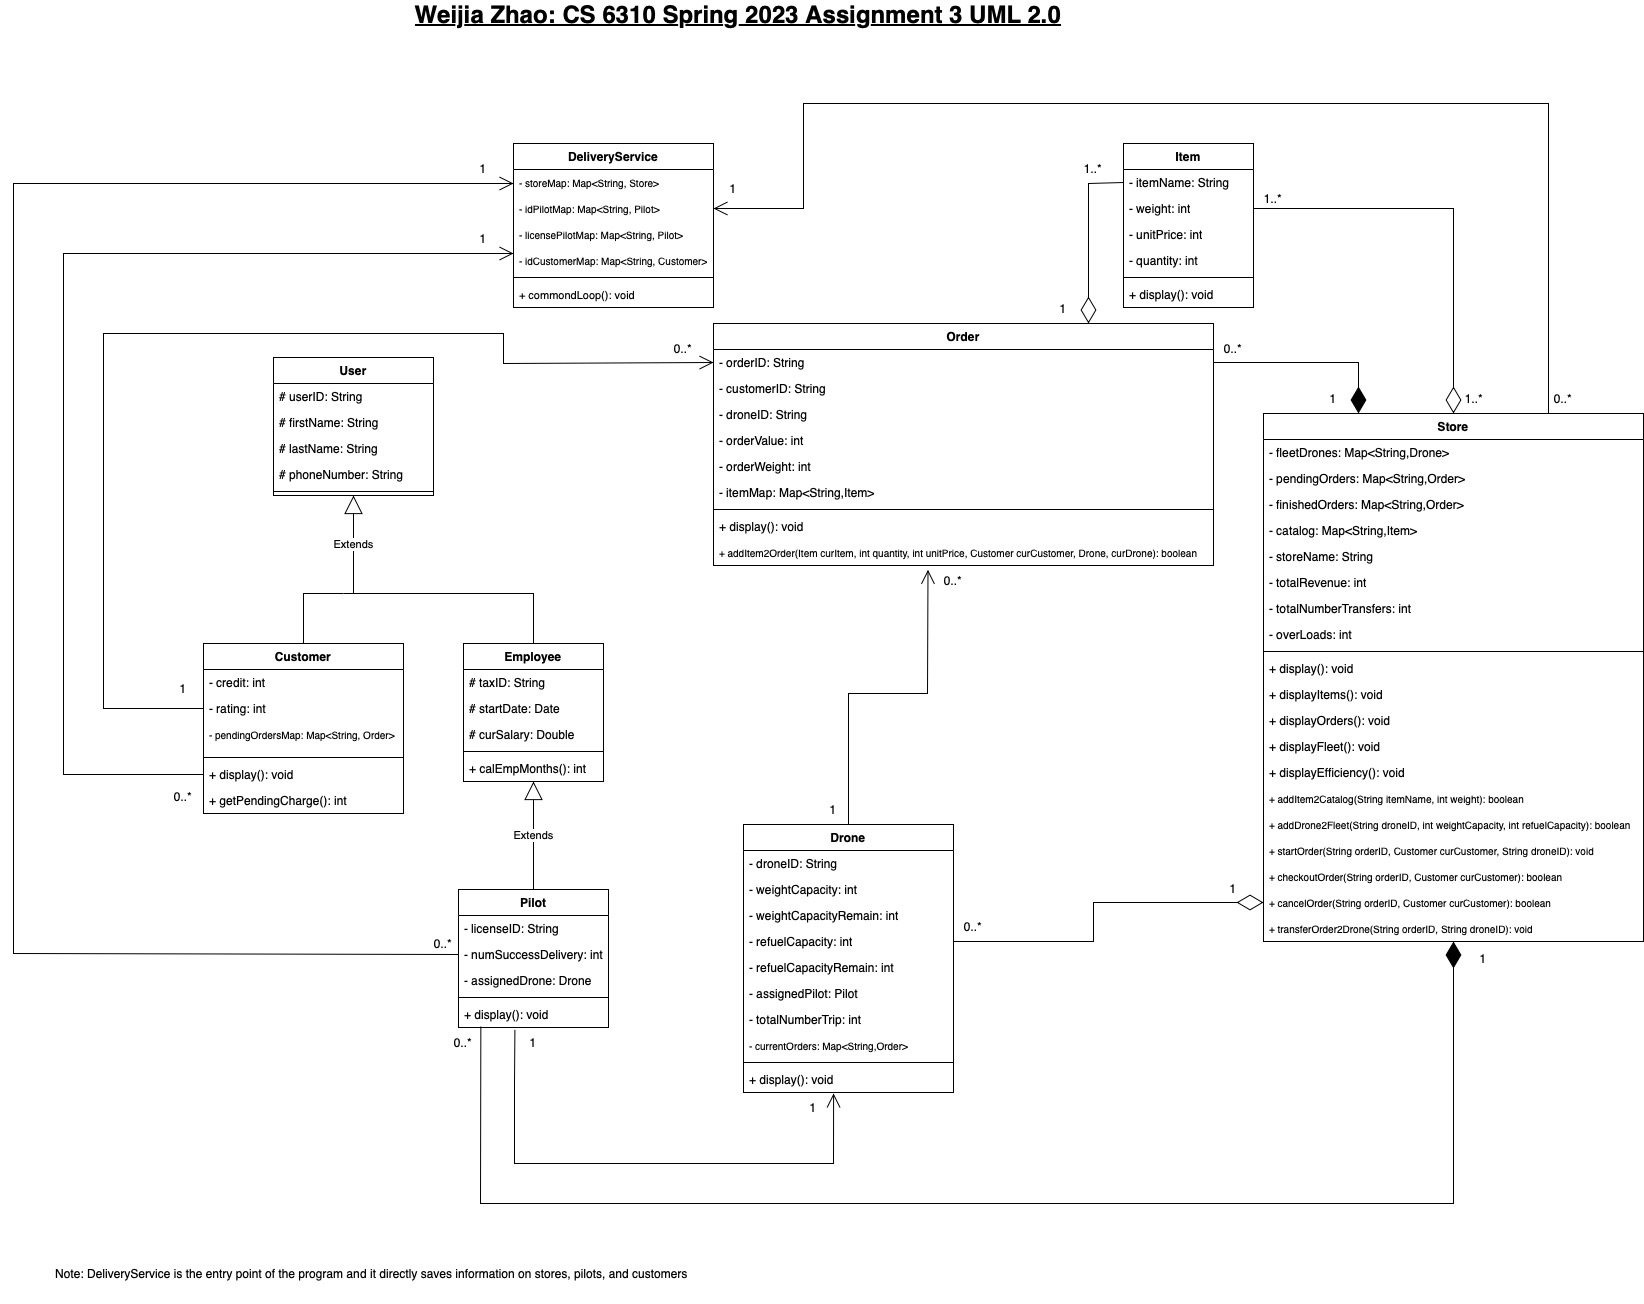 Weijia Zhao: CS 6310 Spring 2023 Assignment 3 UML 2.0
DeliveryService
- storeMap: Map<String, Store>
- idPilotMap: Map<String, Pilot>
- licensePilotMap: Map<String, Pilot>
- idCustomerMap: Map<String, Customer>
+ commondLoop(): void
1
1
1
Item
- itemName: String
- weight: int
- unitPrice: int
- quantity: int
+ display(): void
1..*
1..*
1
Order
- orderID: String
- customerID: String
- droneID: String
- orderValue: int
- orderWeight: int
- itemMap: Map<String,Item>
+ display(): void
+ addItem2Order(Item curItem, int quantity, int unitPrice, Customer curCustomer, Drone, curDrone): boolean
0..*
0..*
0..*
User
# userID: String
# firstName: String
# lastName: String
# phoneNumber: String
Extends
1
1..*
0..*
Store
- fleetDrones: Map<String,Drone>
- pendingOrders: Map<String,Order>
- finishedOrders: Map<String,Order>
- catalog: Map<String,Item>
- storeName: String
- totalRevenue: int
- totalNumberTransfers: int
- overLoads: int
+ display(): void
+ displayItems(): void
+ displayOrders(): void
+ displayFleet(): void
+ displayEfficiency(): void
+ addItem2Catalog(String itemName, int weight): boolean
+ addDrone2Fleet(String droneID, int weightCapacity, int refuelCapacity): boolean
+ startOrder(String orderID, Customer curCustomer, String droneID): void
+ checkoutOrder(String orderID, Customer curCustomer): boolean
+ cancelOrder(String orderID, Customer curCustomer): boolean
+ transferOrder2Drone(String orderID, String droneID): void
1
1
Customer
- credit: int
- rating: int
- pendingOrdersMap: Map<String, Order>
+ display(): void
+ getPendingCharge(): int
1
0..*
Employee
# taxID: String
# startDate: Date
# curSalary: Double
+ calEmpMonths(): int
Extends
Pilot
- licenseID: String
- numSuccessDelivery: int
- assignedDrone: Drone
+ display(): void
0..*
0..*
1
1
Drone
- droneID: String
- weightCapacity: int
- weightCapacityRemain: int
- refuelCapacity: int
- refuelCapacityRemain: int
- assignedPilot: Pilot
- totalNumberTrip: int
- currentOrders: Map<String,Order>
+ display(): void
0..*
1
Note: DeliveryService is the entry point of the program and it directly saves information on stores, pilots, and customers